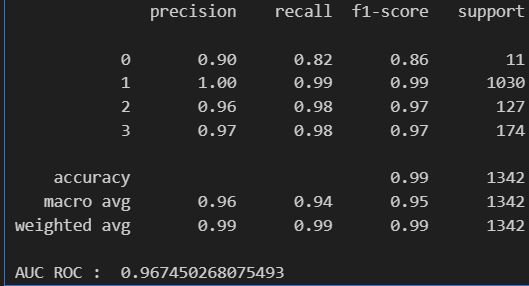 precision recall f1-score support
0 0.90 0.82 0.86 11
1 1.00 0.99 0.99 1030
2 0.96 0.98 0.97 127
3 0.97 0.98 0.97 174
accuracy 0.99 1342
macro avg 0.96 0.94 0.95 1342
weighted avg 0.99 0.99 0.99 1342
AUC ROC : 0.967450268075493